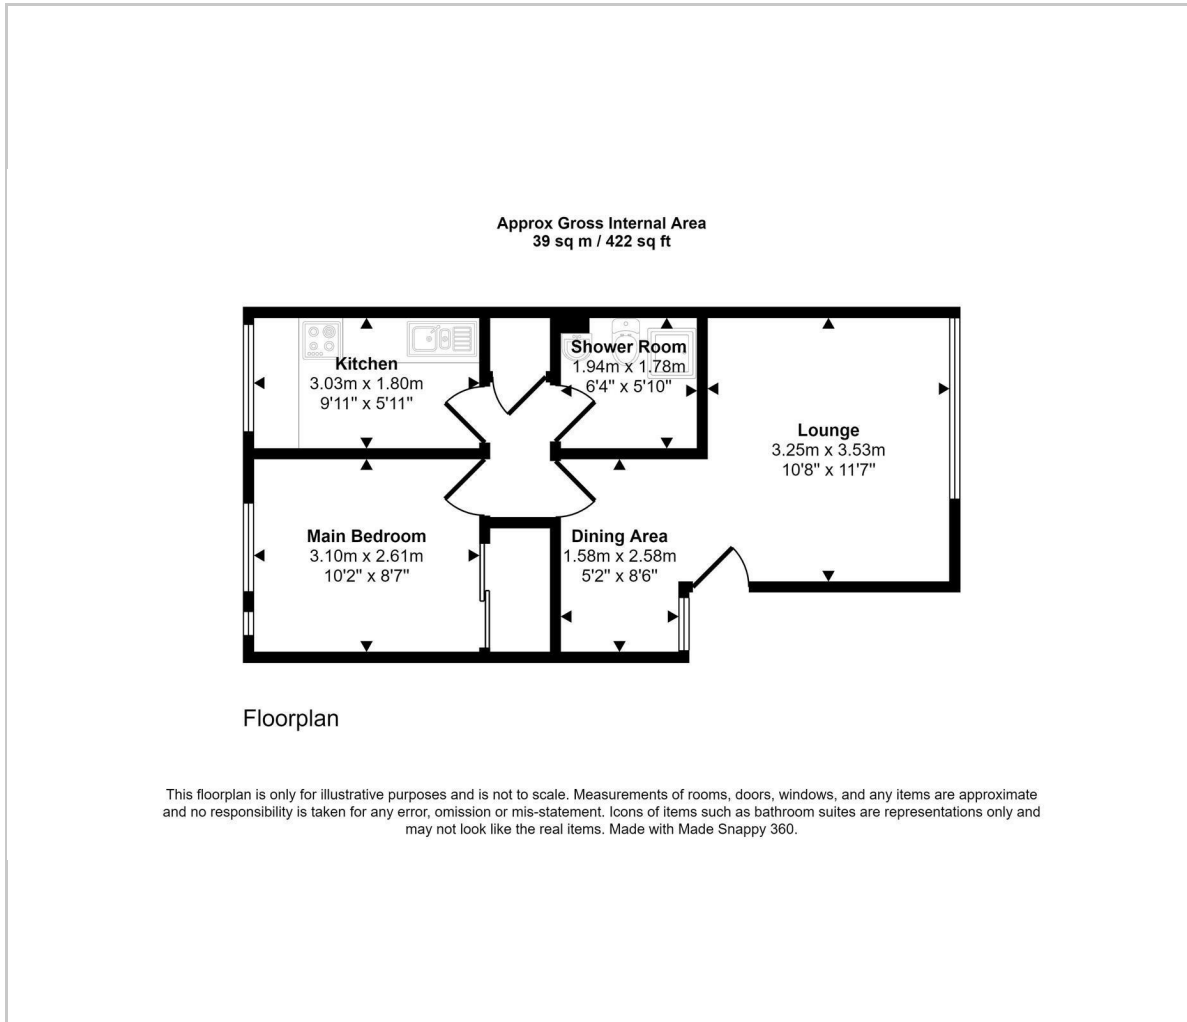 Approx Gross Internal Area
39 sq m / 422 sq ft
Kitchen
3.03m x 1.80m
9'11" x 5'11"
Shower Room
1.94m x 1.78m
6'4" x 5'10"
Lounge
3.25m x 3.53m
10'8" x 11'7"
Main Bedroom
3.10m x 2.61m
10'2" x 8'7"
Dining Area
1.58m x 2.58m
5'2" x 8'6"
Floorplan
This floorplan is only for illustrative purposes and is not to scale. Measurements of rooms, doors, windows, and any items are approximate
and no responsibility is taken for any error, omission or mis-statement. Icons of items such as bathroom suites are representations only and
may not look like the real items. Made with Made Snappy 360.